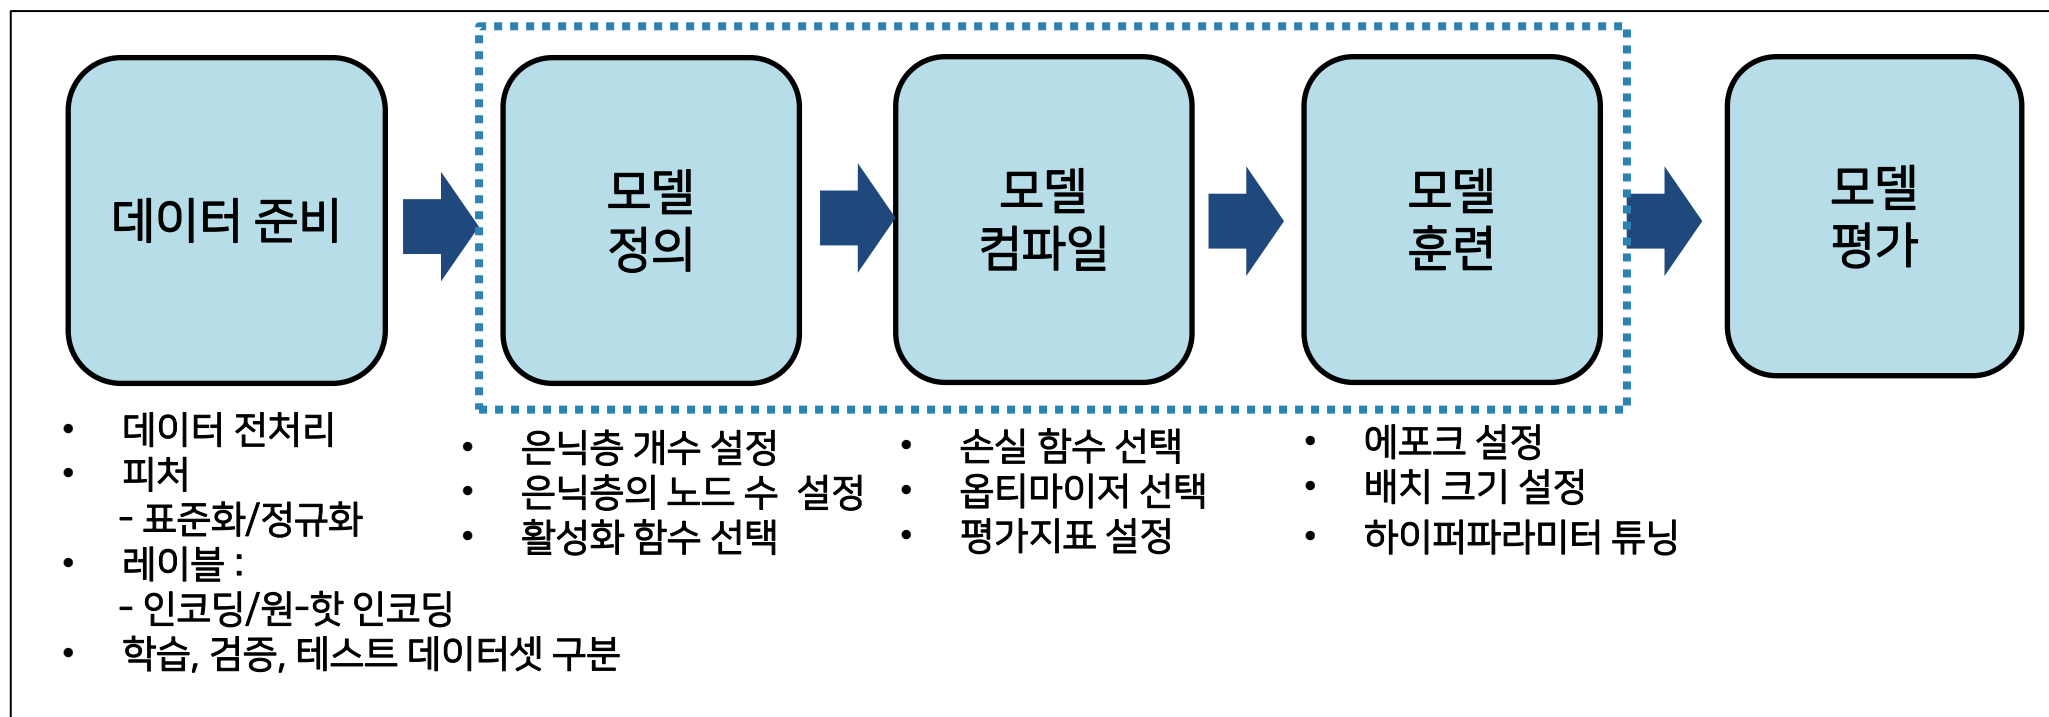 데이터 준비
모델
정의
모델
컴파일
모델
훈련
모델
평가
• 데이터 전처리
• 피처
- 표준화/정규화
• 레이블 :
- 인코딩/원-핫 인코딩
• 학습, 검증, 테스트 데이터셋 구분
• 은닉층 개수 설정
• 은닉층의 노드 수 설정
• 활성화 함수 선택
• 손실 함수 선택
• 옵티마이저 선택
• 평가지표 설정
• 에포크 설정
• 배치 크기 설정
• 하이퍼파라미터 튜닝